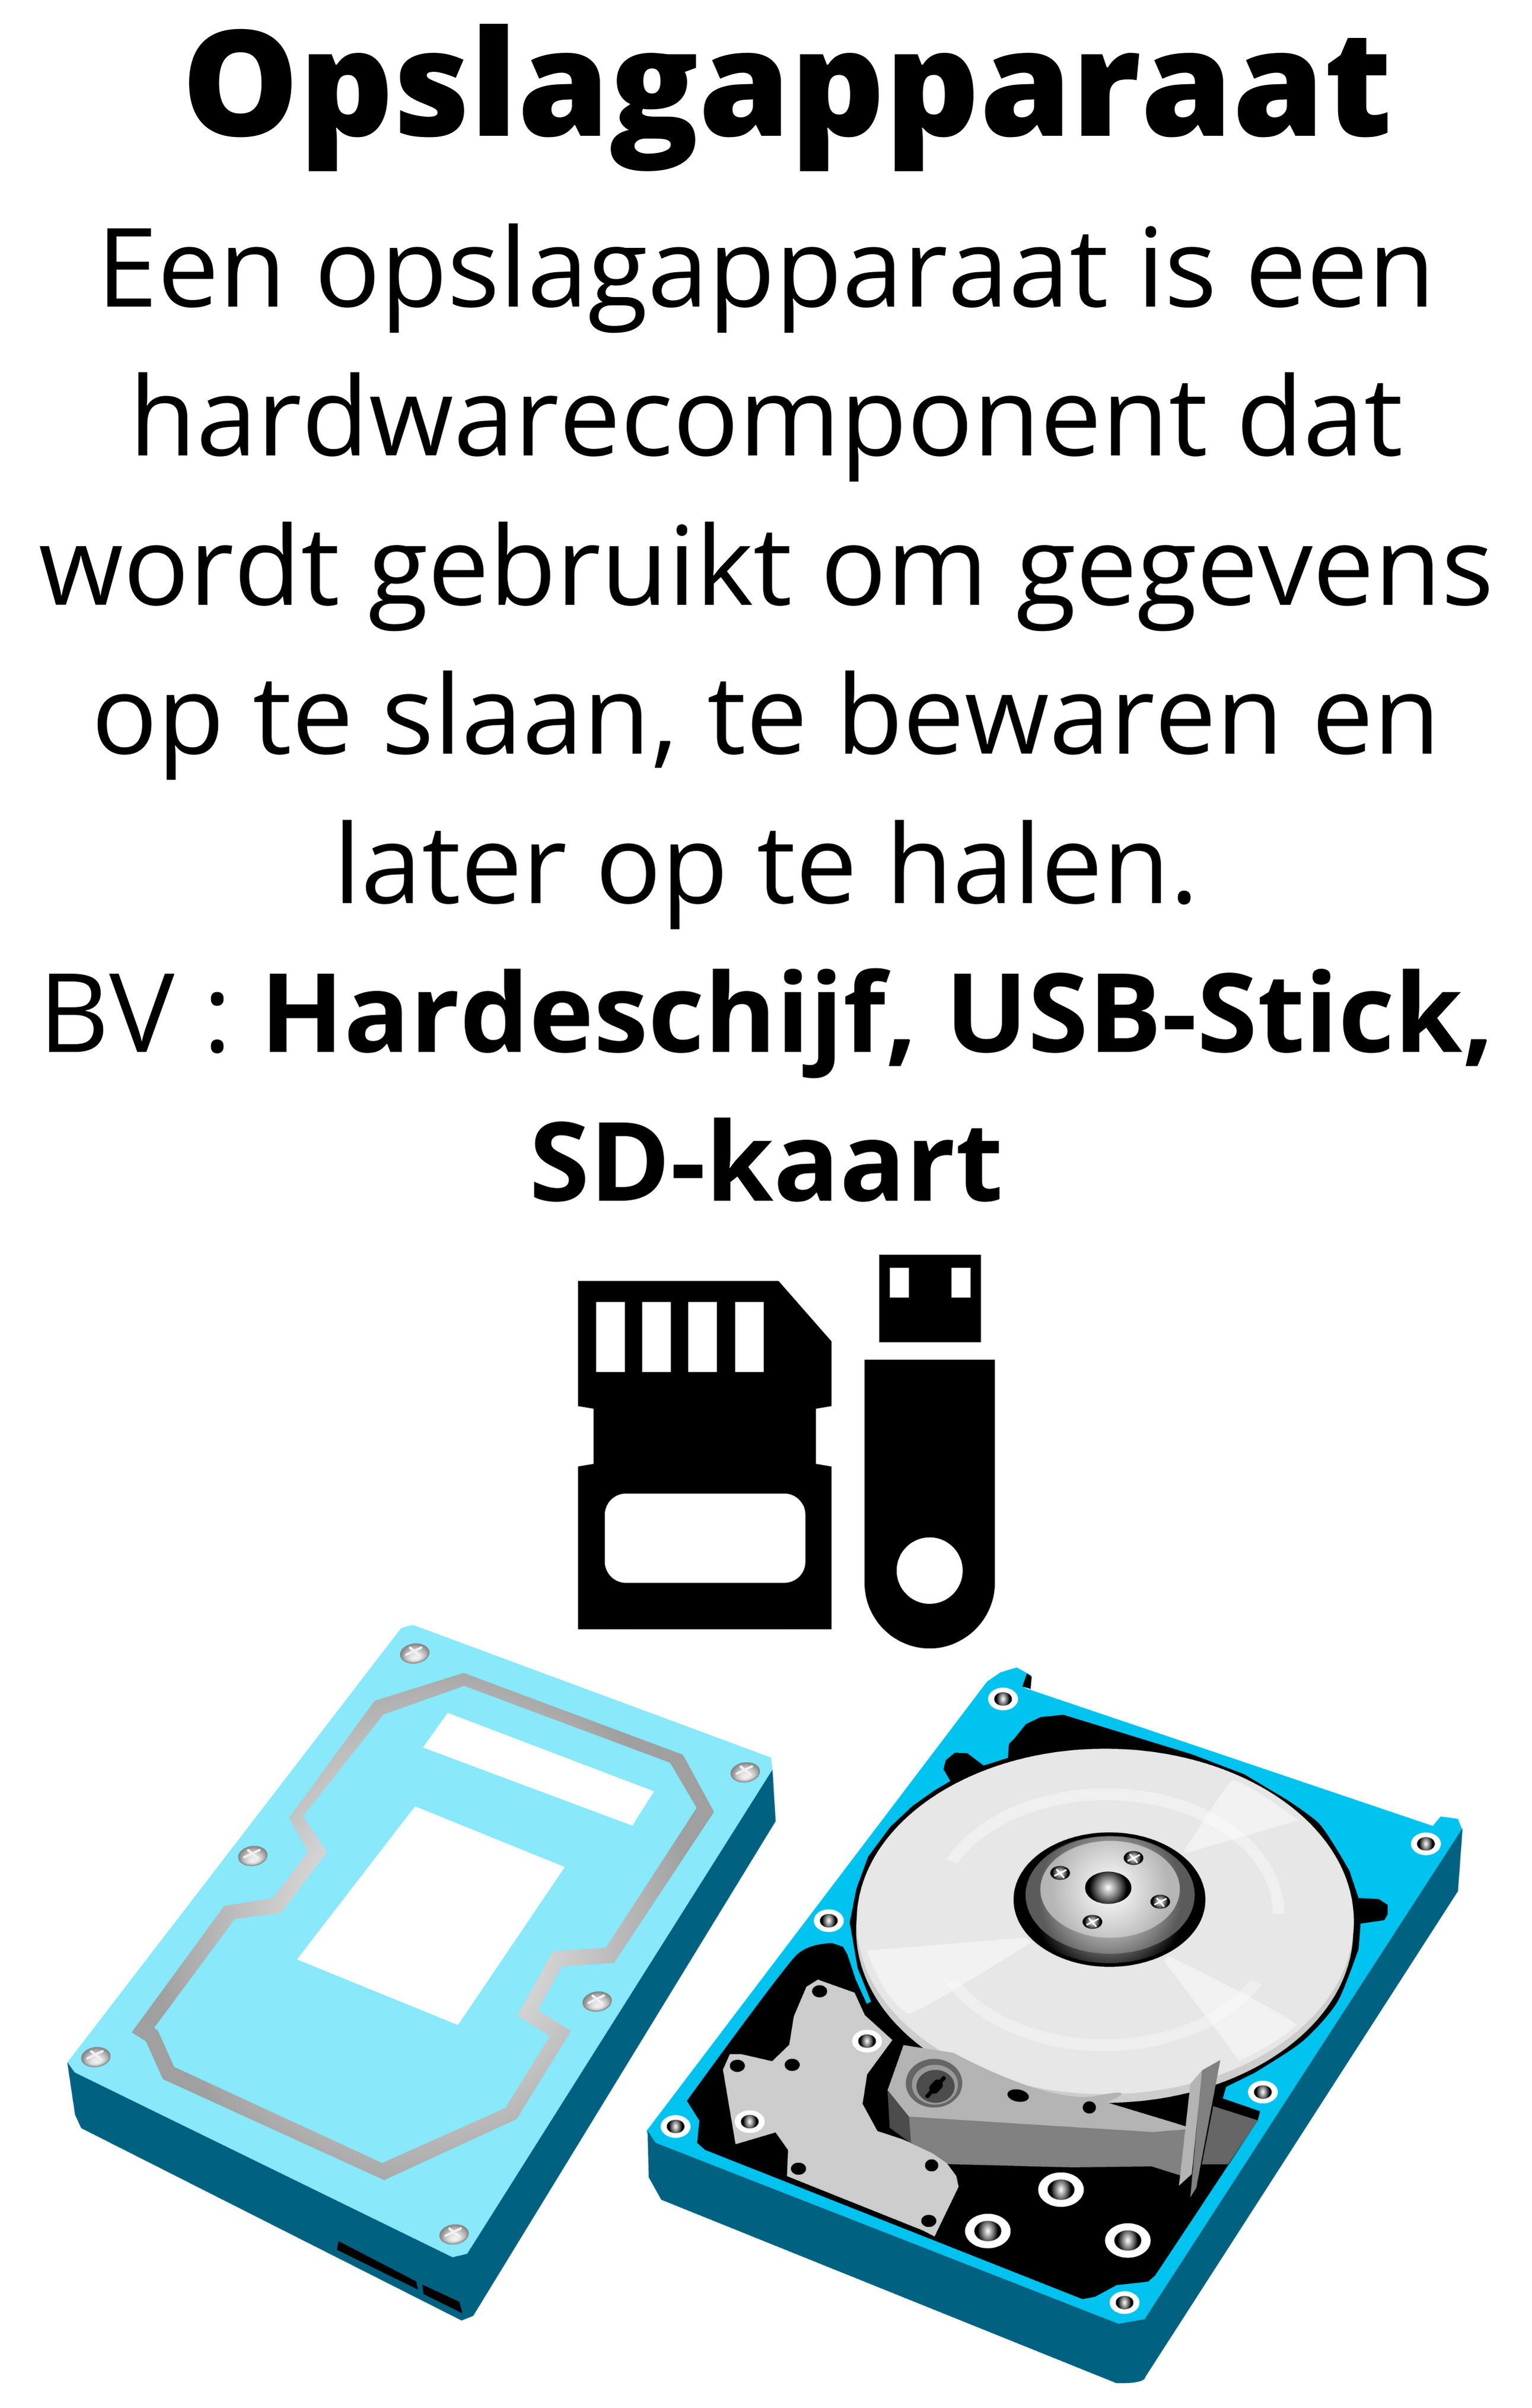 Opslagapparaat
Een opslagapparaat is een
hardwarecomponent dat
wordt gebruikt om gegevens
op te slaan, te bewaren en
later op te halen.
BV : Hardeschijf, USB-Stick,
SD-kaart